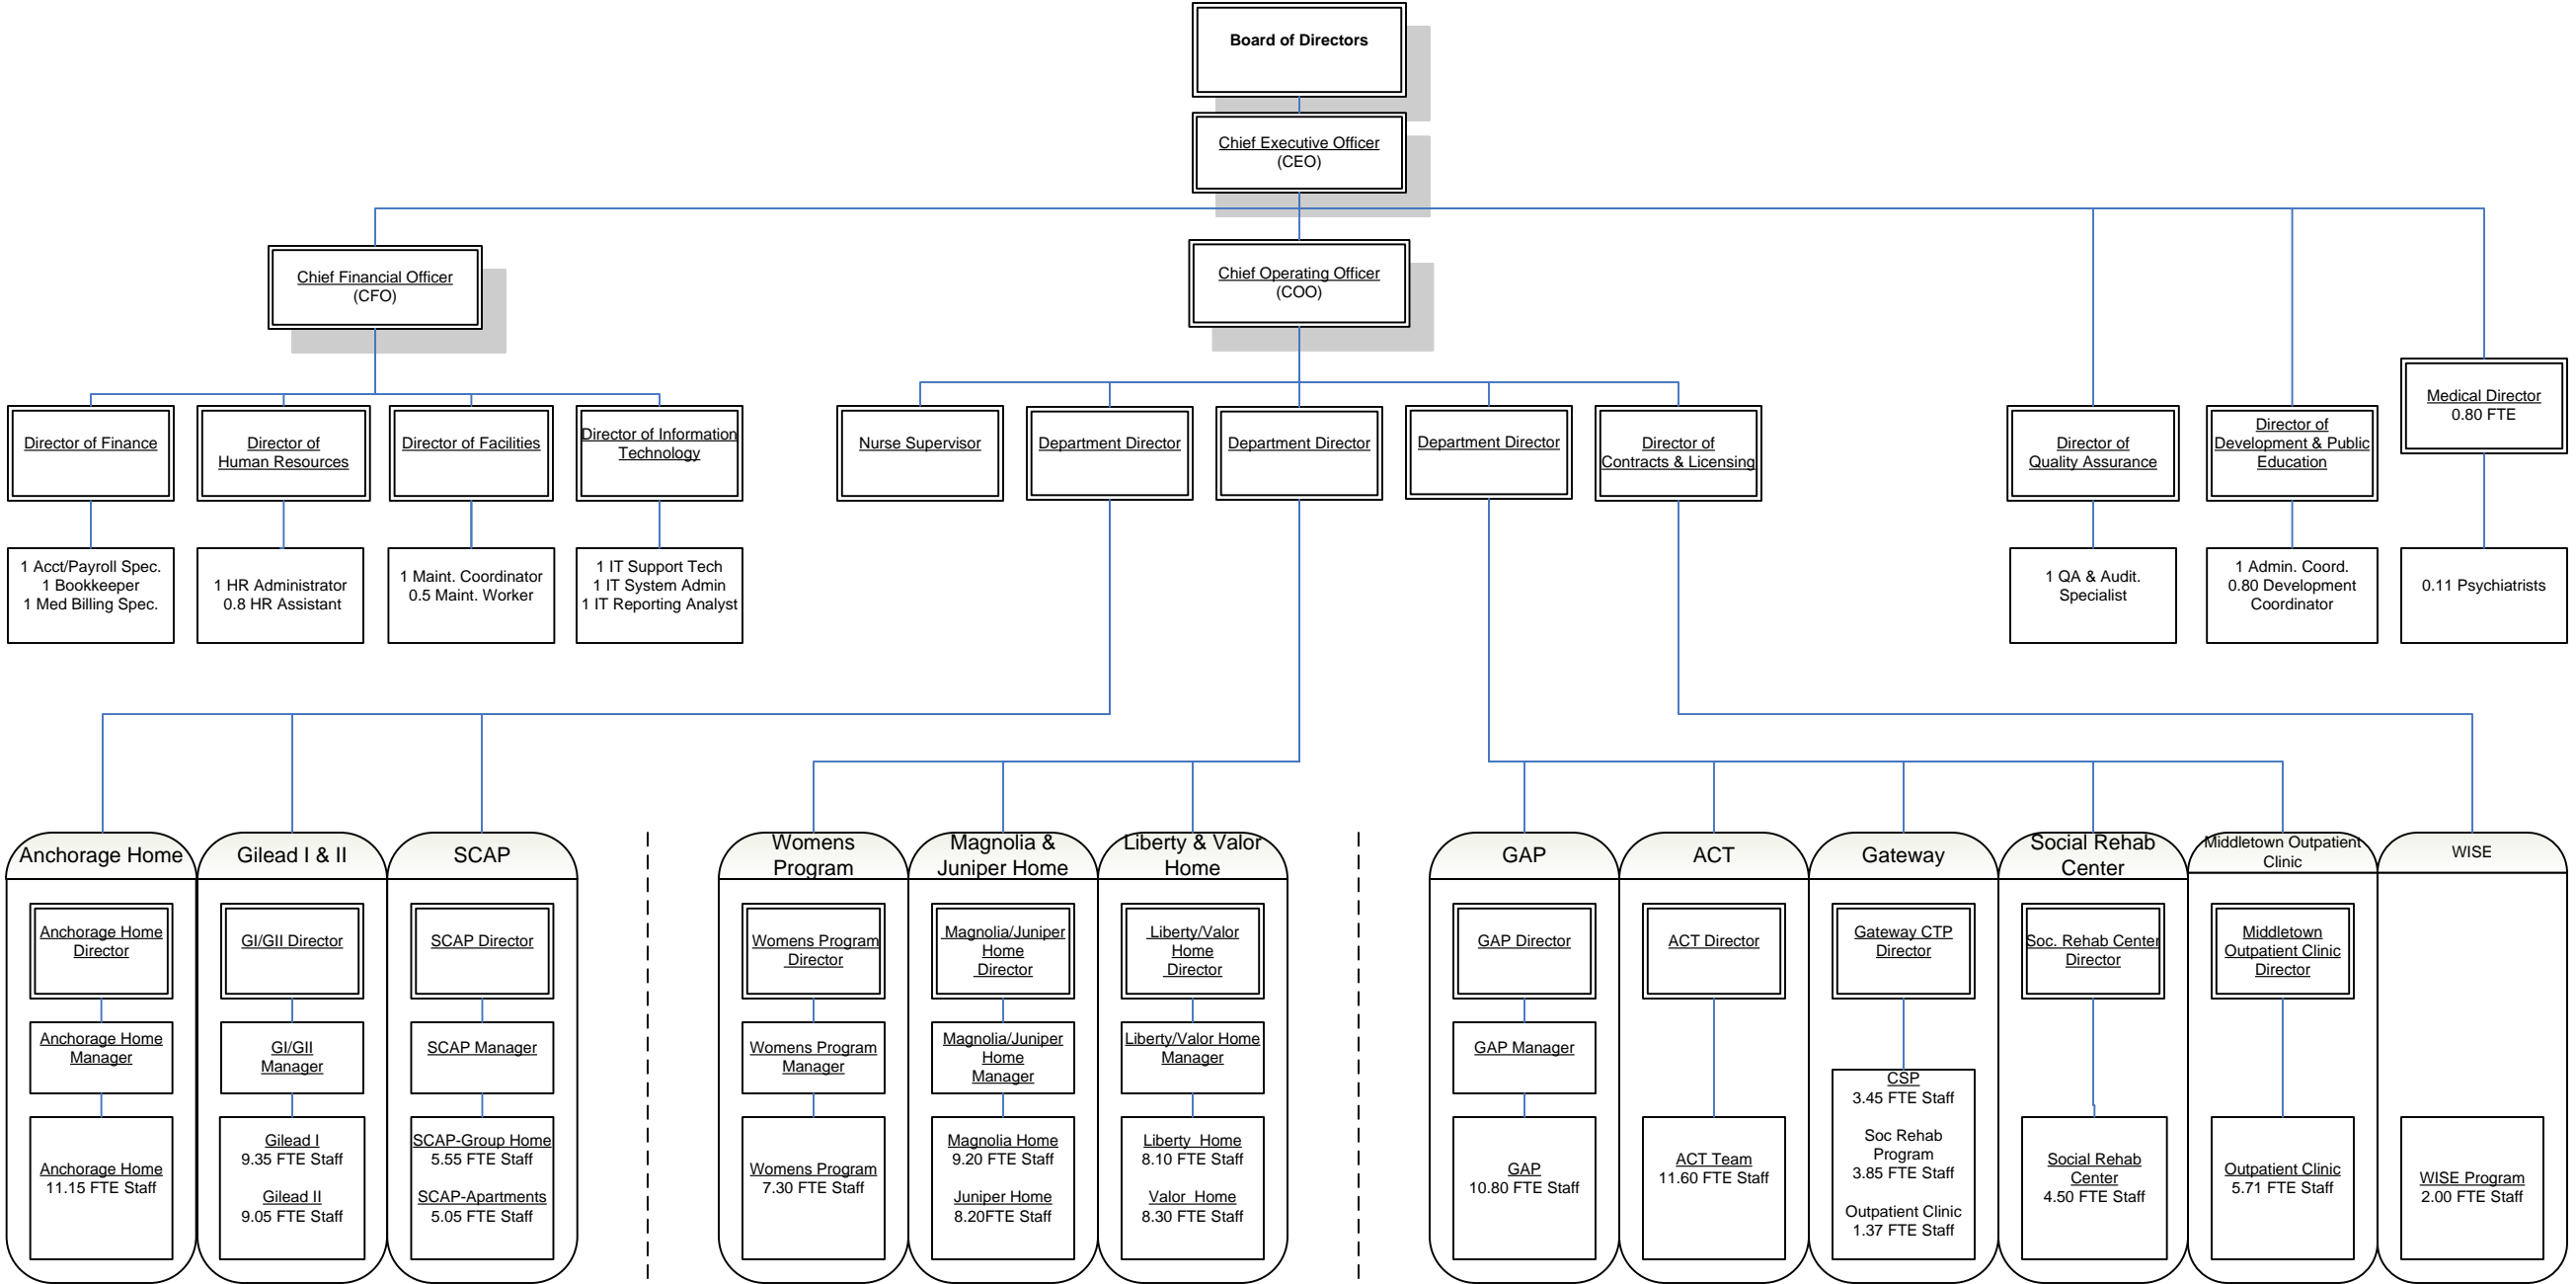 Board of Directors
Chief Executive Officer
(CEO)
Chief Financial Officer
(CFO)
Chief Operating Officer
(COO)
Director of Finance
Director of
Human Resources
Director of Facilities
Director of Information
Technology
Nurse Supervisor
Department Director
Department Director
Department Director
Director of
Contracts & Licensing
Director of
Quality Assurance
Director of
Development & Public
Education
Medical Director
0.80 FTE
1 Acct/Payroll Spec.
1 Bookkeeper
1 Med Billing Spec.
1 HR Administrator
0.8 HR Assistant
1 Maint. Coordinator
0.5 Maint. Worker
1 IT Support Tech
1 IT System Admin
1 IT Reporting Analyst
1 QA & Audit.
Specialist
1 Admin. Coord.
0.80 Development
Coordinator
0.11 Psychiatrists
Anchorage Home
Anchorage Home
Director
Anchorage Home
Manager
Anchorage Home
11.15 FTE Staff
Gilead I & II
GI/GII Director
GI/GII
Manager
Gilead I
9.35 FTE Staff
Gilead II
9.05 FTE Staff
SCAP
SCAP Director
SCAP Manager
SCAP-Group Home
5.55 FTE Staff
SCAP-Apartments
5.05 FTE Staff
Womens
Program
Womens Program
Director
Womens Program
Manager
Womens Program
7.30 FTE Staff
Magnolia &
Juniper Home
Magnolia/Juniper
Home
Director
Magnolia/Juniper
Home
Manager
Magnolia Home
9.20 FTE Staff
Juniper Home
8.20FTE Staff
Liberty & Valor
Home
Liberty/Valor
Home
Director
Liberty/Valor Home
Manager
Liberty Home
8.10 FTE Staff
Valor Home
8.30 FTE Staff
GAP
GAP Director
GAP Manager
GAP
10.80 FTE Staff
ACT
ACT Director
ACT Team
11.60 FTE Staff
Gateway
Gateway CTP
Director
CSP
3.45 FTE Staff
Soc Rehab
Program
3.85 FTE Staff
Outpatient Clinic
1.37 FTE Staff
Social Rehab
Center
Soc. Rehab Center
Director
Social Rehab
Center
4.50 FTE Staff
Middletown Outpatient
Clinic
Middletown
Outpatient Clinic
Director
Outpatient Clinic
5.71 FTE Staff
WISE
WISE Program
2.00 FTE Staff